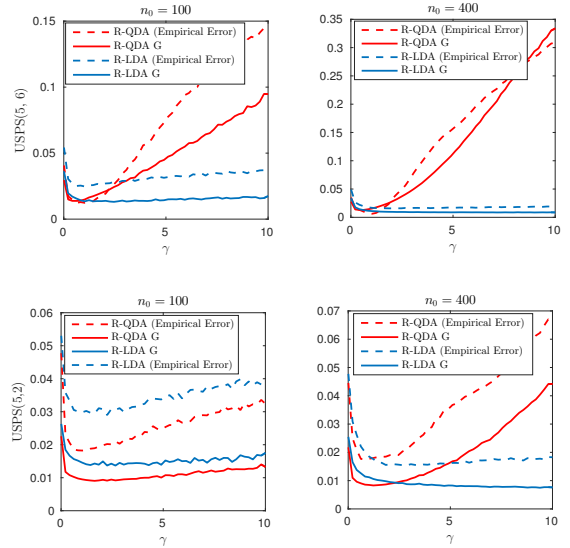 n₀ = 100
USPS(5, 6)
0.15
0.1
0.05
0
R-QDA (Empirical Error)
R-QDA G
R-LDA (Empirical Error)
R-LDA G
0 5 10
γ
n₀ = 400
0.35
0.3
0.25
0.2
0.15
0.1
0.05
0
R-QDA (Empirical Error)
R-QDA G
R-LDA (Empirical Error)
R-LDA G
0 5 10
γ
n₀ = 100
USPS(5,2)
0.06
0.05
0.04
0.03
0.02
0.01
0
R-QDA (Empirical Error)
R-QDA G
R-LDA G
R-LDA (Empirical Error)
0 5 10
γ
n₀ = 400
0.07
0.06
0.05
0.04
0.03
0.02
0.01
0
R-QDA (Empirical Error)
R-QDA G
R-LDA (Empirical Error)
R-LDA G
0 5 10
γ